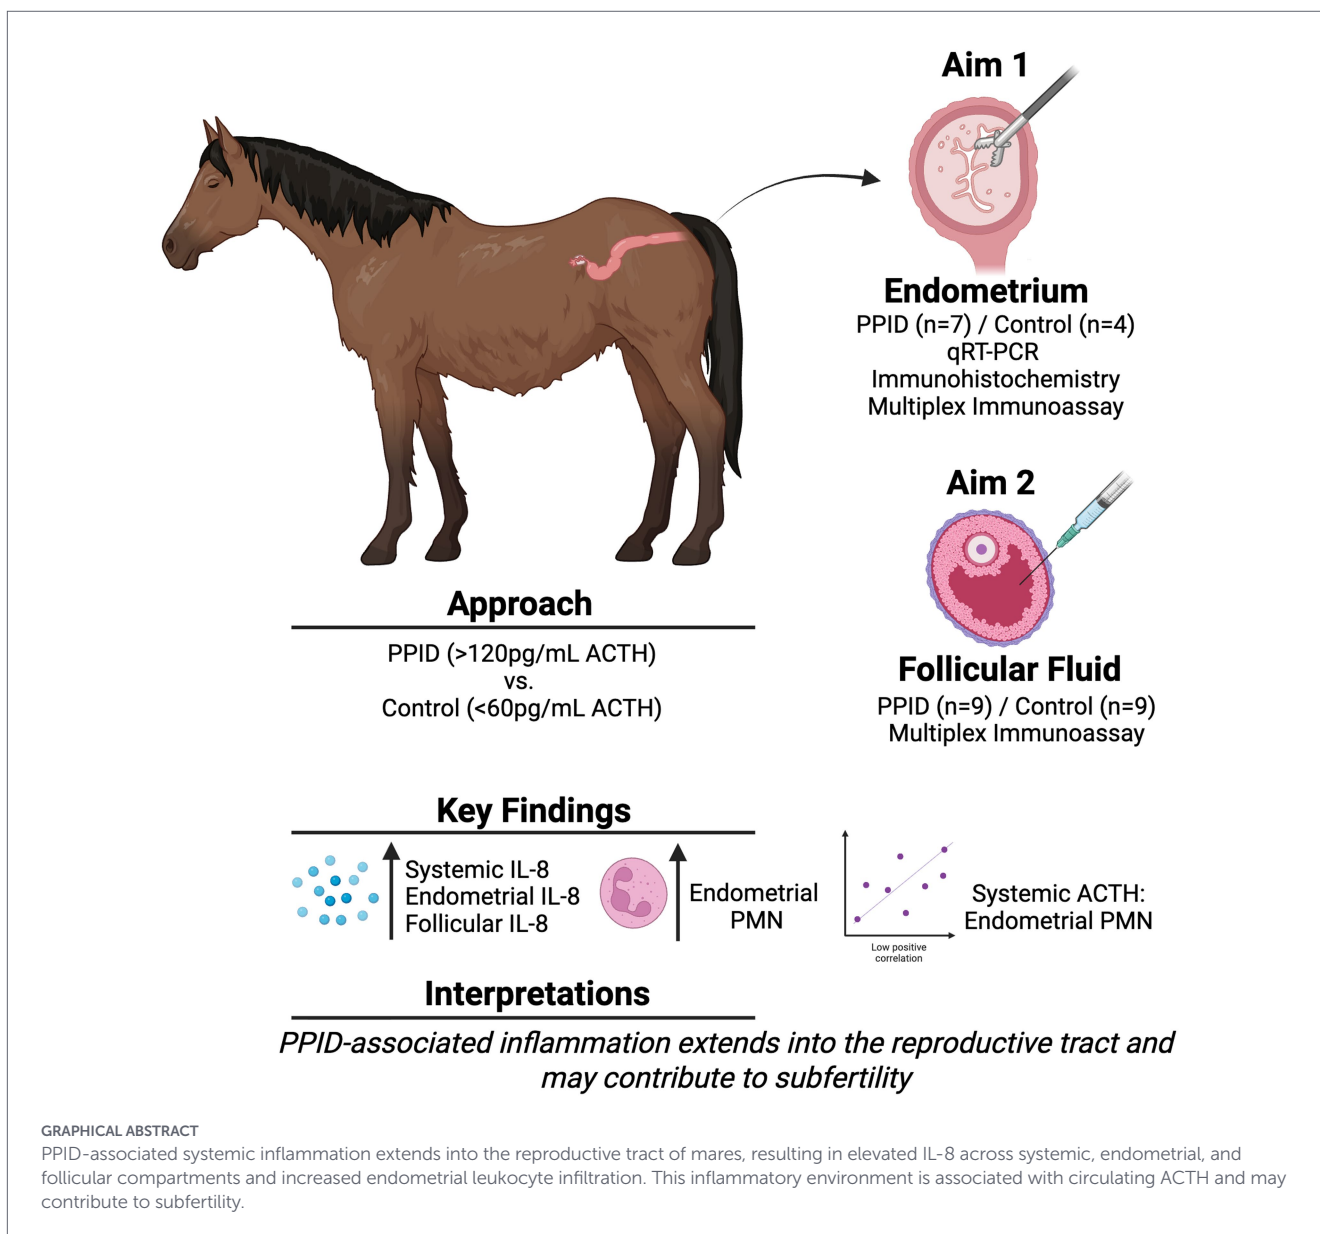 Aim 1
Endometrium
PPID (n=7) / Control (n=4)
qRT-PCR
Immunohistochemistry
Multiplex Immunoassay
Aim 2
Follicular Fluid
PPID (n=9) / Control (n=9)
Multiplex Immunoassay
Approach
PPID (>120pg/mL ACTH)
vs.
Control (<60pg/mL ACTH)
Key Findings
Systemic IL-8
Endometrial IL-8
Follicular IL-8
Endometrial
PMN
Low positive
correlation
Systemic ACTH:
Endometrial PMN
Interpretations
PPID-associated inflammation extends into the reproductive tract and
may contribute to subfertility
GRAPHICAL ABSTRACT
PPID-associated systemic inflammation extends into the reproductive tract of mares, resulting in elevated IL-8 across systemic, endometrial, and
follicular compartments and increased endometrial leukocyte infiltration. This inflammatory environment is associated with circulating ACTH and may
contribute to subfertility.